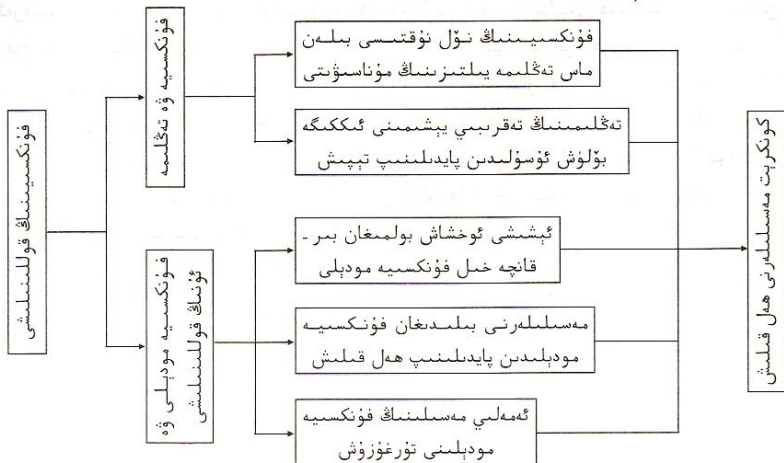 فۇنكسىيىنىڭ قوللىنىلىشى
فۇنكسىيە ۋە تەڭلىمە
فۇنكسىيە مودېلى ۋە
ئۇنىڭ قوللىنىلىشى
فۇنكسىيىنىڭ نۆل نۇقتىسى بىلەن
ماس تەڭلىمە يىلتىزىنىڭ مۇناسىۋىتى
تەڭلىمىنىڭ تەقرىبىي يېشىمىنى ئىككىگە
بۆلۈش ئۇسۇلىدىن پايدىلىنىپ تېپىش
ئېشىشى ئوخشاش بولمىغان بىر ـ
قانچە خىل فۇنكسىيە مودېلى
مەسىلىلەرنى بىلىدىغان فۇنكسىيە
مودېلىدىن پايدىلىنىپ ھەل قىلىش
ئەمەلىي مەسىلىنىڭ فۇنكسىيە
مودېلىنى تۇرغۇزۇش
كونكرېت مەسىلىلەرنى ھەل قىلىش